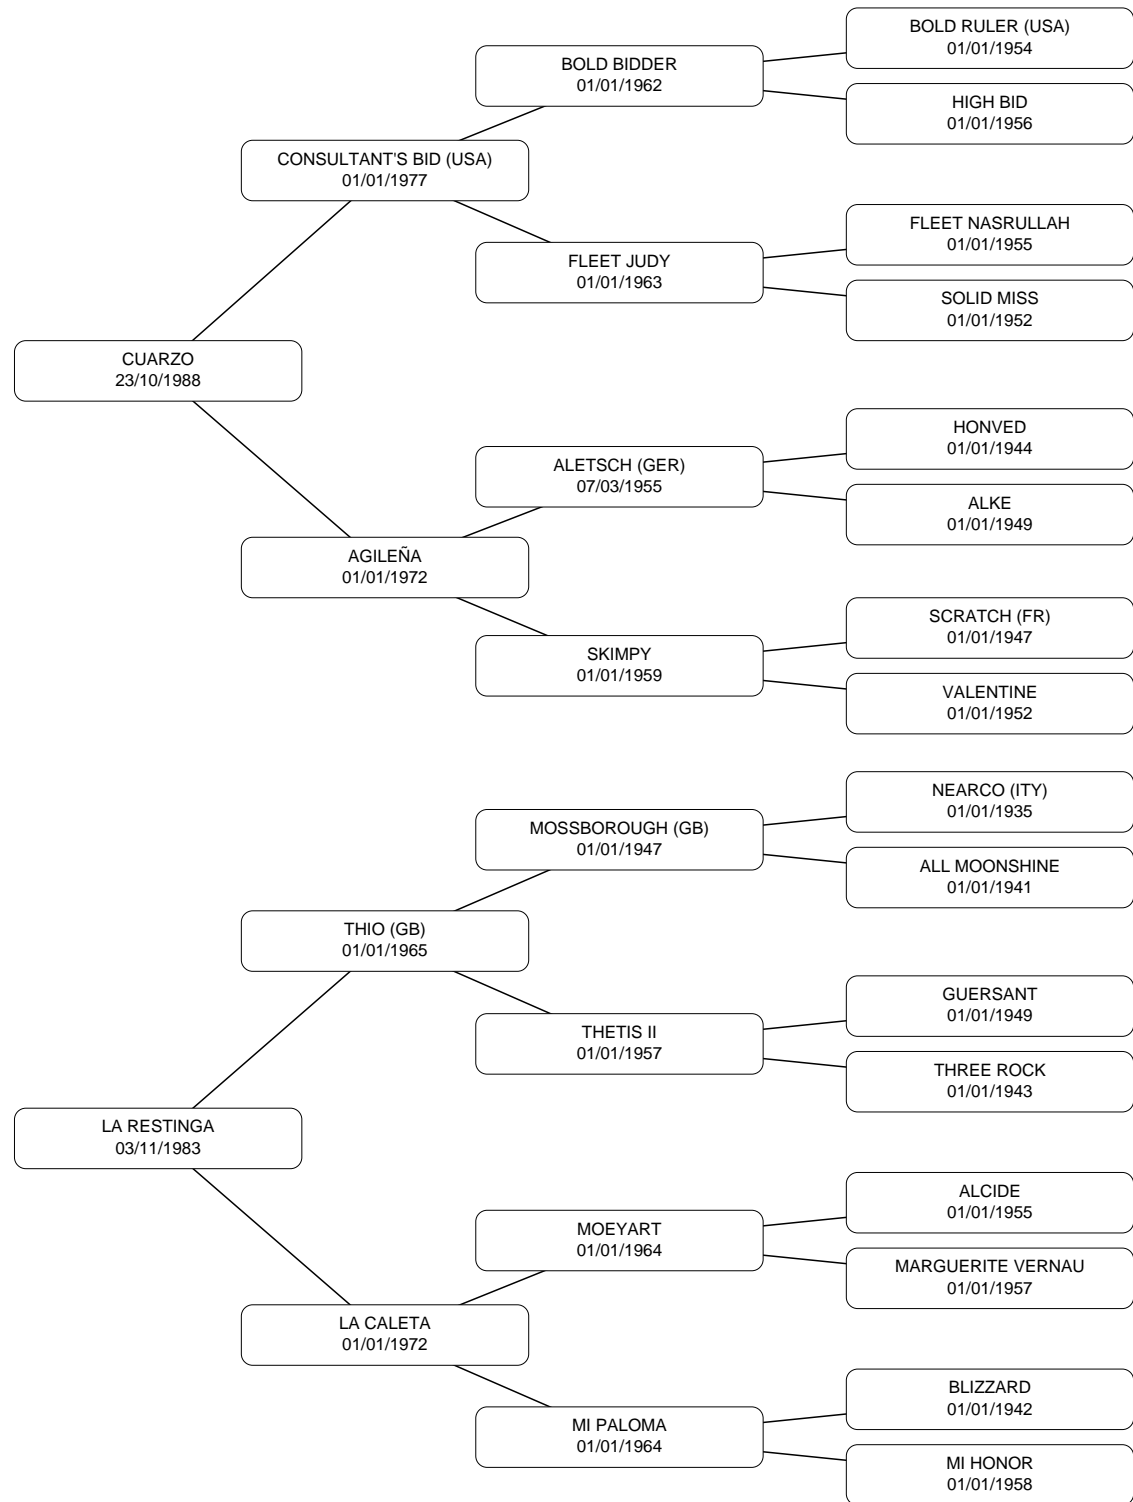 BOLD RULER (USA)
01/01/1954
BOLD BIDDER
01/01/1962
HIGH BID
01/01/1956
CONSULTANT'S BID (USA)
01/01/1977
FLEET NASRULLAH
01/01/1955
FLEET JUDY
01/01/1963
SOLID MISS
01/01/1952
CUARZO
23/10/1988
HONVED
01/01/1944
ALETSCH (GER)
07/03/1955
ALKE
01/01/1949
AGILEÑA
01/01/1972
SCRATCH (FR)
01/01/1947
SKIMPY
01/01/1959
VALENTINE
01/01/1952
NEARCO (ITY)
01/01/1935
MOSSBOROUGH (GB)
01/01/1947
ALL MOONSHINE
01/01/1941
THIO (GB)
01/01/1965
GUERSANT
01/01/1949
THETIS II
01/01/1957
THREE ROCK
01/01/1943
LA RESTINGA
03/11/1983
ALCIDE
01/01/1955
MOEYART
01/01/1964
MARGUERITE VERNAU
01/01/1957
LA CALETA
01/01/1972
BLIZZARD
01/01/1942
MI PALOMA
01/01/1964
MI HONOR
01/01/1958